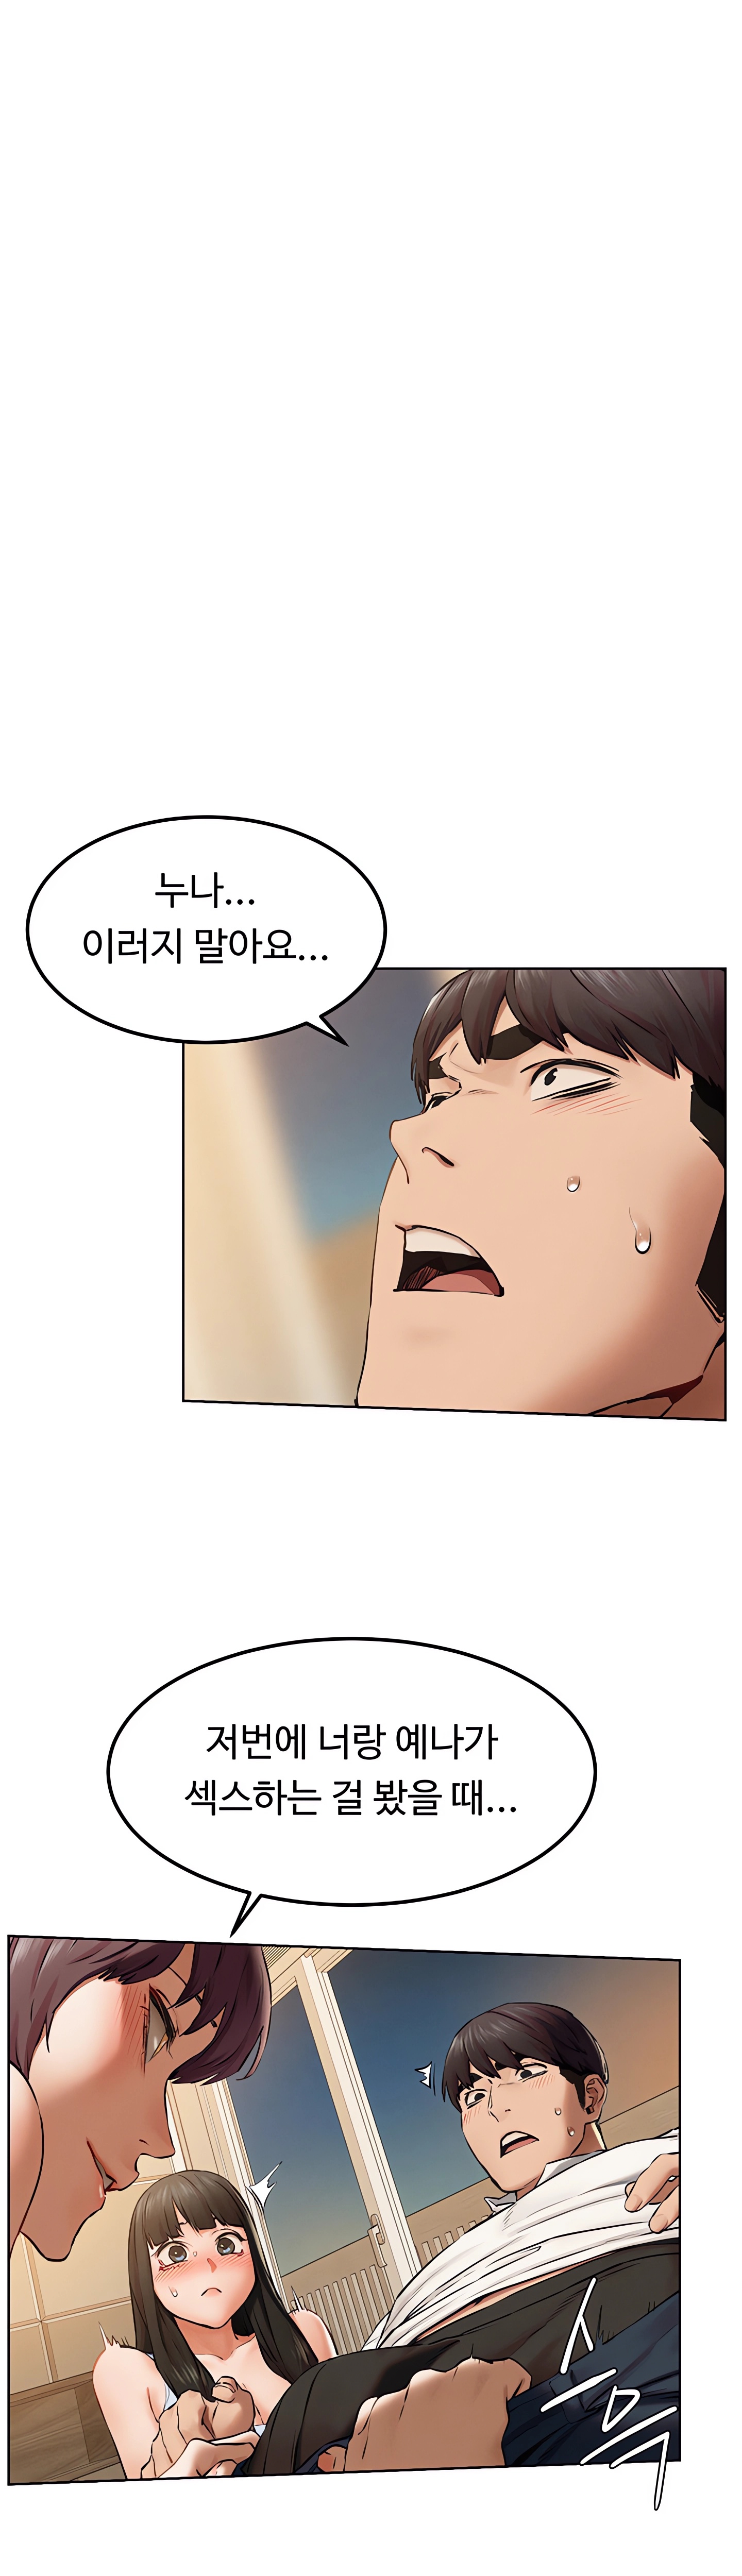 누나...
이러지 말아요...
저번에 너랑 예나가
섹스하는 걸 봤을 때...
스윽